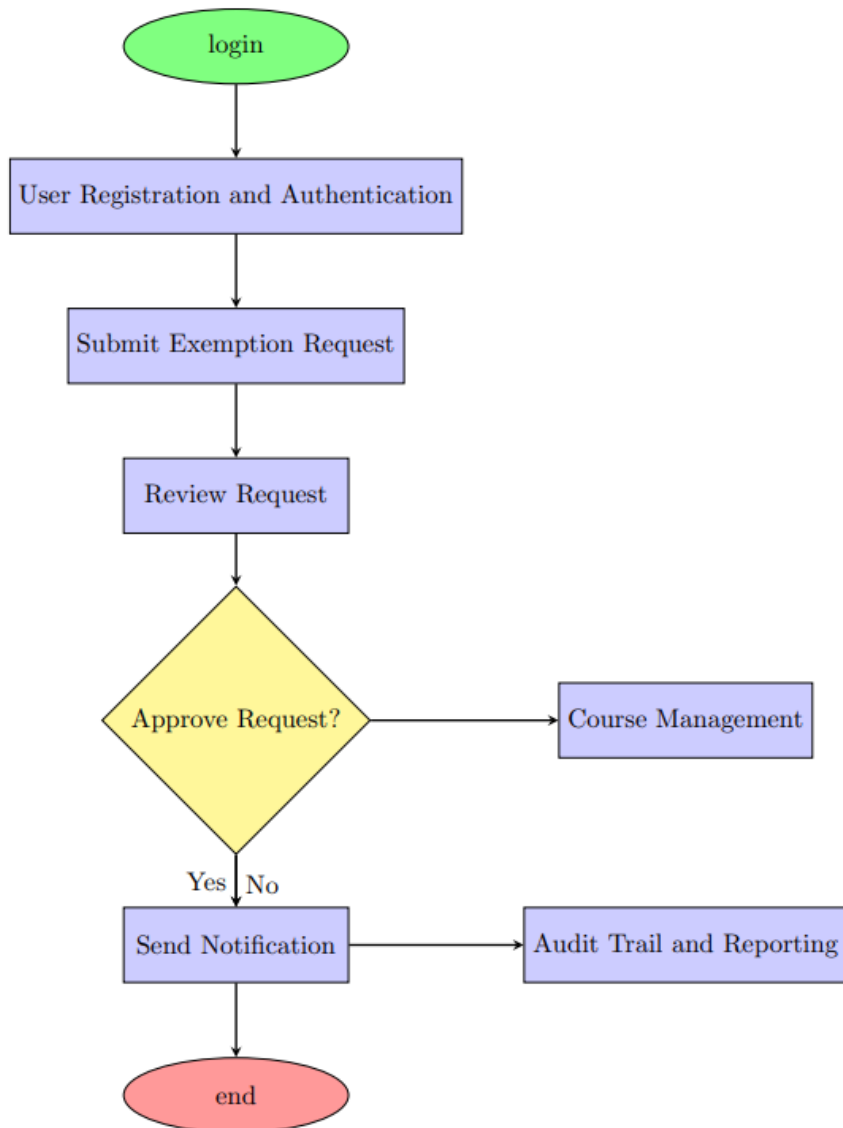 login
User Registration and Authentication
Submit Exemption Request
Review Request
Approve Request?
Course Management
Yes No
Send Notification
Audit Trail and Reporting
end